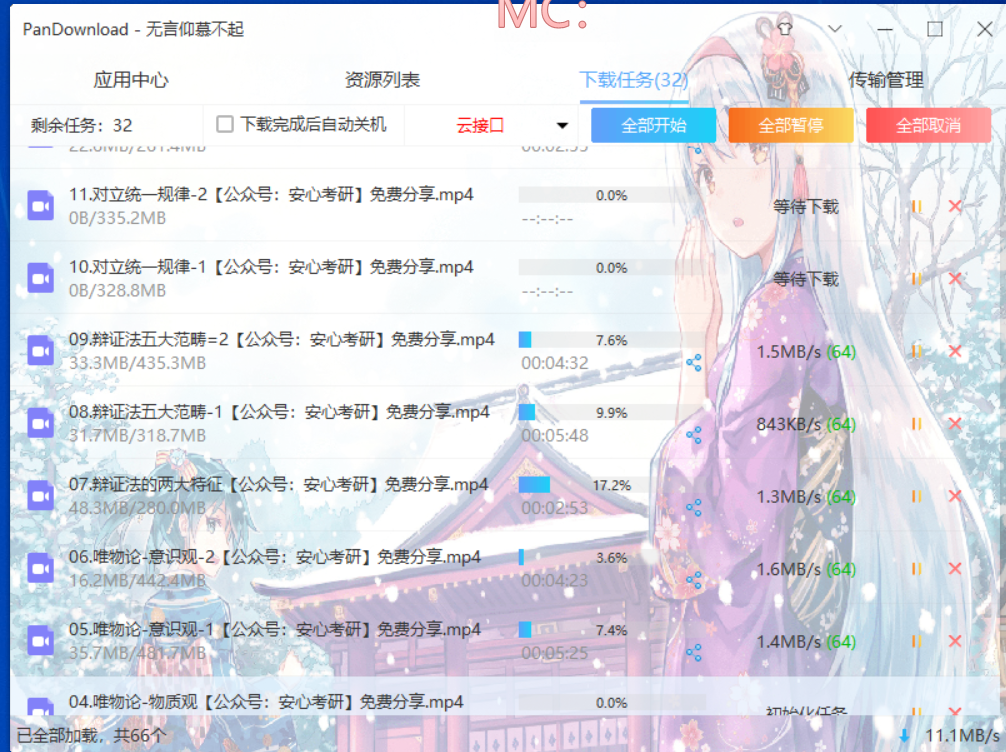 MC:
PanDownload - 无言仰慕不起
应用中心 资源列表 下载任务(32) 传输管理
剩余任务: 32 下载完成后自动关机 云接口 全部开始 全部暂停 全部取消
11.对立统一规律-2【公众号：安心考研】免费分享.mp4 0.0% 等待下载
0B/335.2MB --:--:--
10.对立统一规律-1【公众号：安心考研】免费分享.mp4 0.0% 等待下载
0B/328.8MB --:--:--
09.辩证法五大范畴=2【公众号：安心考研】免费分享.mp4 7.6% 1.5MB/s (64)
33.3MB/435.3MB 00:04:32
08.辩证法五大范畴-1【公众号：安心考研】免费分享.mp4 9.9% 843KB/s (64)
31.7MB/318.7MB 00:05:48
07.辩证法的两大特征【公众号：安心考研】免费分享.mp4 17.2% 1.3MB/s (64)
48.3MB/280.0MB 00:02:53
06.唯物论-意识观-2【公众号：安心考研】免费分享.mp4 3.6% 1.6MB/s (64)
16.2MB/442.4MB 00:04:23
05.唯物论-意识观-1【公众号：安心考研】免费分享.mp4 7.4% 1.4MB/s (64)
35.7MB/481.7MB 00:05:25
04.唯物论-物质观【公众号：安心考研】免费分享.mp4 0.0% 初始化任务
已全部加载，共66个 11.1MB/s